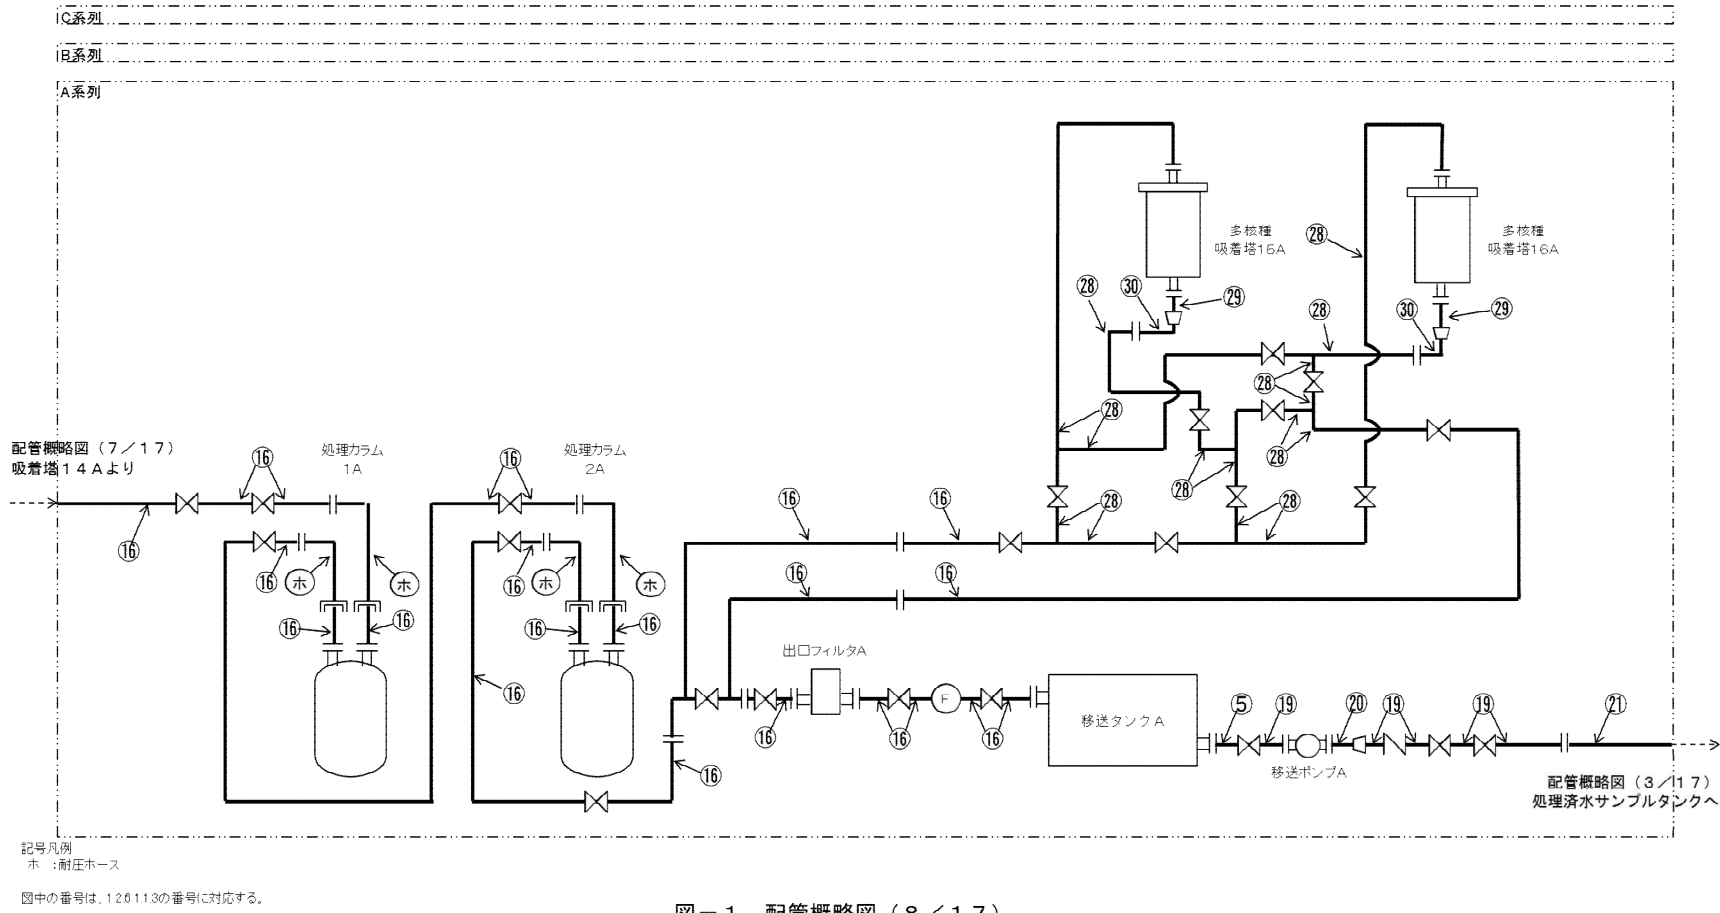 C系列
B系列
A系列
多核種
吸着塔15A
多核種
吸着塔16A
28
28
30
29
28
30
29
28
28
28
28
28
28
28
配管概略図(7/17)
吸着塔14Aより
処理カラム
1A
処理カラム
2A
16
16
16
16
16
16
16
ホ
ホ
ホ
ホ
16
16
16
16
16
16
16
出口フィルタA
16
F
16
16
16
移送タンクA
5
19
20
19
19
21
移送ポンプA
配管概略図(3/17)
処理済水サンプルタンクへ
記号凡例
ホ :耐圧ホース
図中の番号は、1.2.6.1.1.3の番号に対応する。
図-1 配管概略図(8/17)